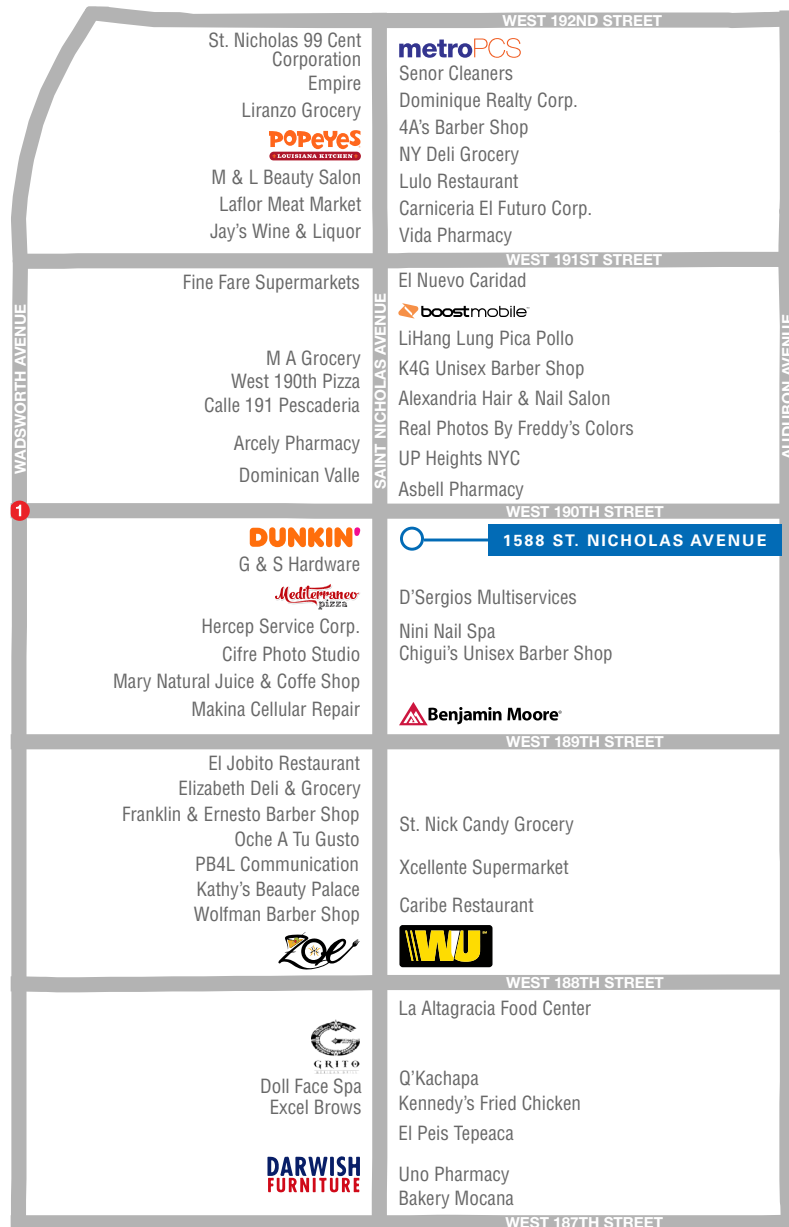 WEST 192ND STREET
St. Nicholas 99 Cent
Corporation
Empire
Liranzo Grocery
POPEYES
LOUISIANA KITCHEN
M & L Beauty Salon
Laflor Meat Market
Jay's Wine & Liquor
metroPCS
Senor Cleaners
Dominique Realty Corp.
4A's Barber Shop
NY Deli Grocery
Lulo Restaurant
Carniceria El Futuro Corp.
Vida Pharmacy
WEST 191ST STREET
WADSWORTH AVENUE
Fine Fare Supermarkets
M A Grocery
West 190th Pizza
Calle 191 Pescaderia
Arcely Pharmacy
Dominican Valle
SAINT NICHOLAS AVENUE
El Nuevo Caridad
boostmobile
LiHang Lung Pica Pollo
K4G Unisex Barber Shop
Alexandria Hair & Nail Salon
Real Photos By Freddy's Colors
UP Heights NYC
Asbell Pharmacy
AUDUBON AVENUE
1
WEST 190TH STREET
DUNKIN'
G & S Hardware
Mediterraneo
pizza
Hercep Service Corp.
Cifre Photo Studio
Mary Natural Juice & Coffe Shop
Makina Cellular Repair
1588 ST. NICHOLAS AVENUE
D'Sergios Multiservices
Nini Nail Spa
Chigui's Unisex Barber Shop
Benjamin Moore
WEST 189TH STREET
El Jobito Restaurant
Elizabeth Deli & Grocery
Franklin & Ernesto Barber Shop
Oche A Tu Gusto
PB4L Communication
Kathy's Beauty Palace
Wolfman Barber Shop
Zoe
St. Nick Candy Grocery
Xcellente Supermarket
Caribe Restaurant
WU
WEST 188TH STREET
G
GRITO
Doll Face Spa
Excel Brows
DARWISH
FURNITURE
La Altagracia Food Center
Q'Kachapa
Kennedy's Fried Chicken
El Peis Tepeaca
Uno Pharmacy
Bakery Mocana
WEST 187TH STREET